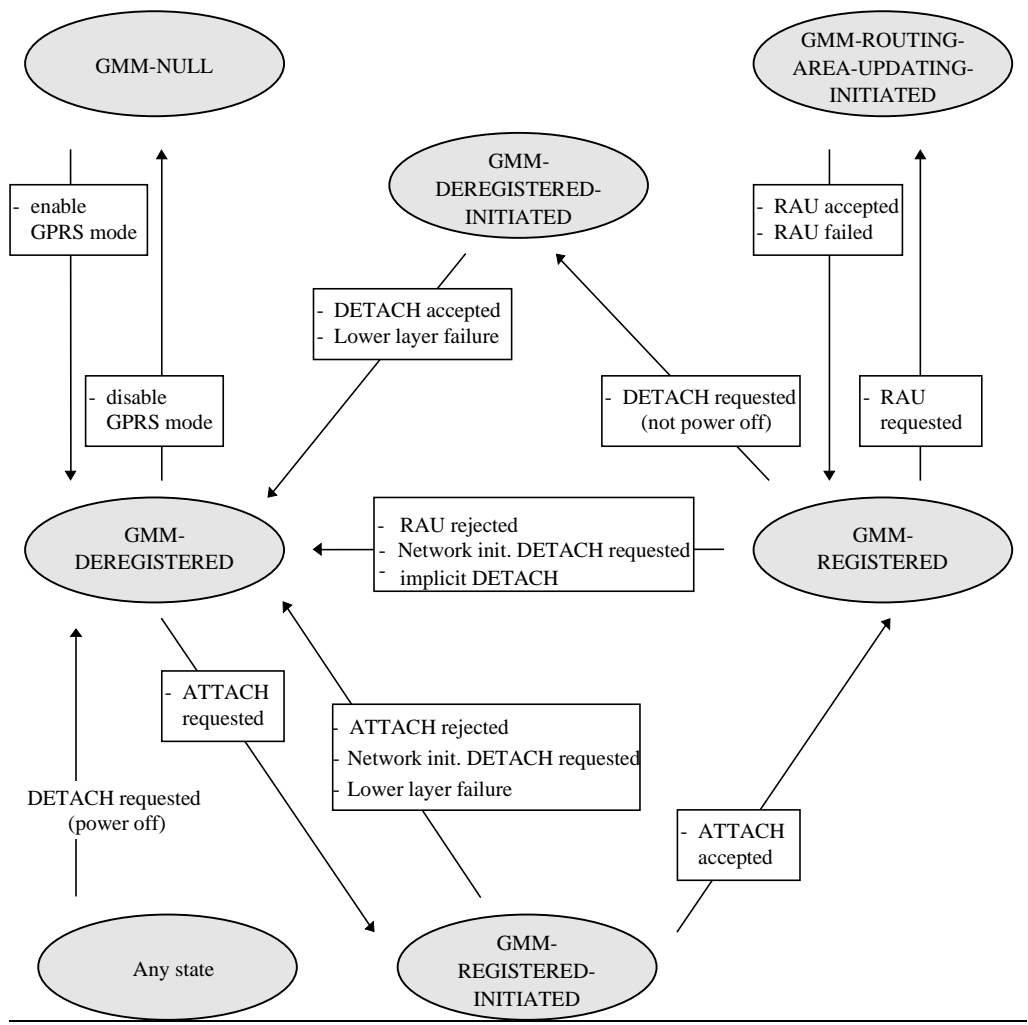 GMM-NULL
GMM-ROUTING-
AREA-UPDATING-
INITIATED
GMM-
DEREGISTERED-
INITIATED
- enable
GPRS mode
- RAU accepted
- RAU failed
- DETACH accepted
- Lower layer failure
- disable
GPRS mode
- DETACH requested
(not power off)
- RAU
requested
GMM-
DEREGISTERED
- RAU rejected
- Network init. DETACH requested
- implicit DETACH
GMM-
REGISTERED
- ATTACH
requested
- ATTACH rejected
- Network init. DETACH requested
- Lower layer failure
DETACH requested
(power off)
- ATTACH
accepted
Any state
GMM-
REGISTERED-
INITIATED